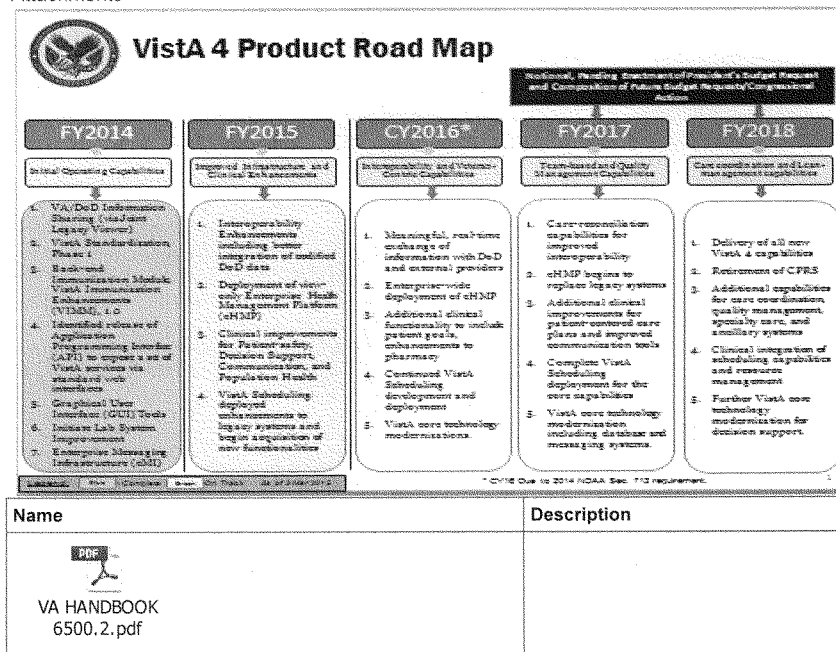 VistA 4 Product Road Map
Notional, Pending Enactment of President's Budget Request
and Composition of Future Budget Requests/Congressional
Action
FY2014
FY2015
CY2016*
FY2017
FY2018
Initial Operating Capabilities
Improved Infrastructure and
Clinical Enhancements
Interoperability and Veteran-
Centric Capabilities
Team-based and Quality
Management Capabilities
Care coordination and Lean-
management capabilities
1. VA/DoD Information
Sharing (via Joint
Legacy Viewer)
2. VistA Standardization
Phase 1
3. Back-end
Immunization Module,
VistA Immunization
Enhancements
(VIMM), 1.0
4. Identified release of
Application
Programming Interface
(API) to expose a set of
VistA services via
standard web
interfaces
5. Graphical User
Interface (GUI) Tools
6. Instant Lab System
Improvement
7. Enterprise Messaging
Infrastructure (eMI)
1. Interoperability
Enhancements
including better
integration of codified
DoD data
2. Deployment of view-
only Enterprise Health
Management Platform
(eHMP)
3. Clinical improvements
for Patient safety,
Decision Support,
Communication, and
Population Health
4. VistA Scheduling
deployed
enhancements to
legacy systems and
begin acquisition of
new functionalities
1. Meaningful, real-time
exchange of
information with DoD
and external providers
2. Enterprise-wide
deployment of eHMP
3. Additional clinical
functionality to include
patient goals,
enhancements to
pharmacy
4. Continued VistA
Scheduling
development and
deployment
5. VistA core technology
modernizations.
1. Care-reconciliation
capabilities for
improved
interoperability
2. eHMP begins to
replace legacy systems
3. Additional clinical
improvements for
patient-centered care
plans and improved
communication tools
4. Complete VistA
Scheduling
deployment for the
core capabilities
5. VistA core technology
modernization
including database and
messaging systems.
1. Delivery of all new
VistA 4 capabilities
2. Retirement of CPRS
3. Additional capabilities
for care coordination,
quality management,
specialty care, and
ancillary systems
4. Clinical integration of
scheduling capabilities
and resource
management
5. Further VistA core
technology
modernization for
decision support.
Complete
On Track
* CY16 Due to 2014 NDAA Sec. 713 requirement.
1
Name
Description
PDF
VA HANDBOOK
6500.2.pdf